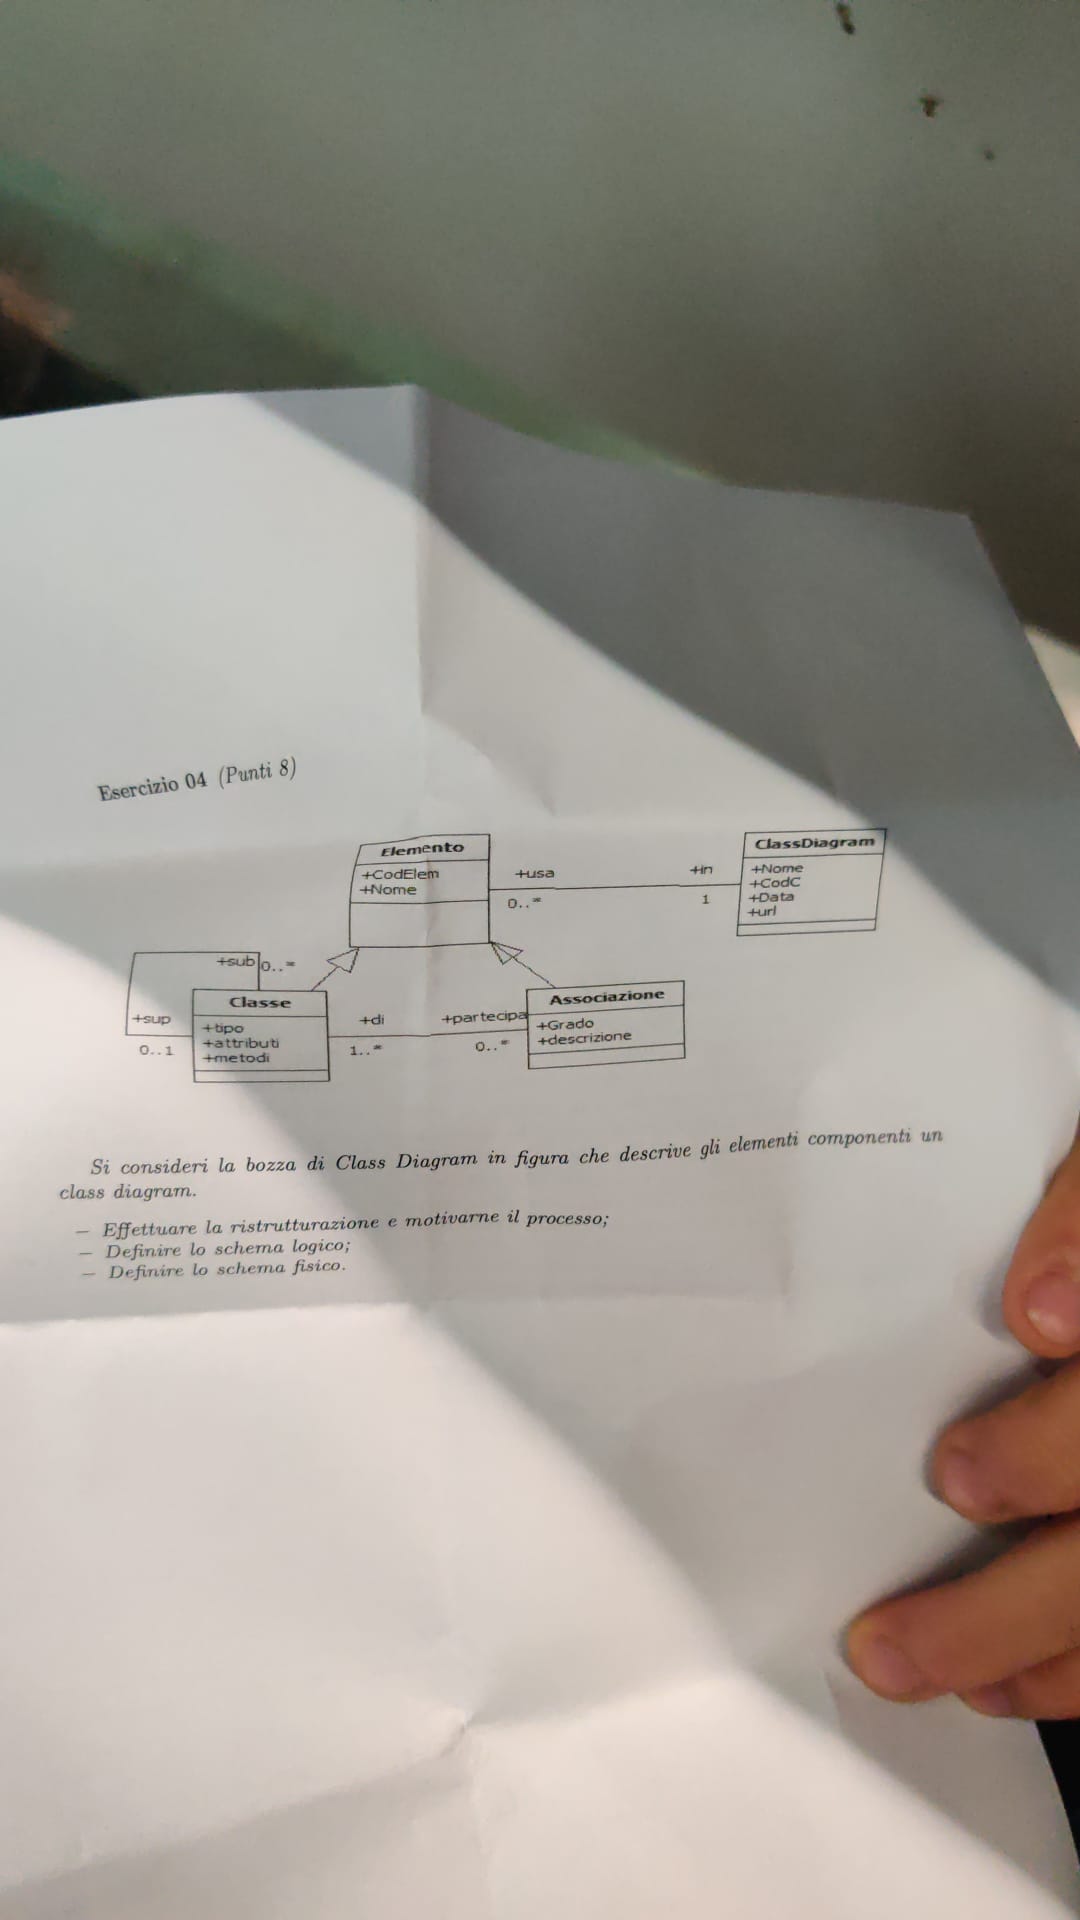 Esercizio 04 (Punti 8)
Elemento
+CodElem
+Nome
+usa
0..*
+in
1
ClassDiagram
+Nome
+CodC
+Data
+url
+sub
0..*
+sup
0..1
Classe
+tipo
+attributi
+metodi
+di
1..*
+partecipa
0..*
Associazione
+Grado
+descrizione
Si consideri la bozza di Class Diagram in figura che descrive gli elementi componenti un
class diagram.
– Effettuare la ristrutturazione e motivarne il processo;
– Definire lo schema logico;
– Definire lo schema fisico.